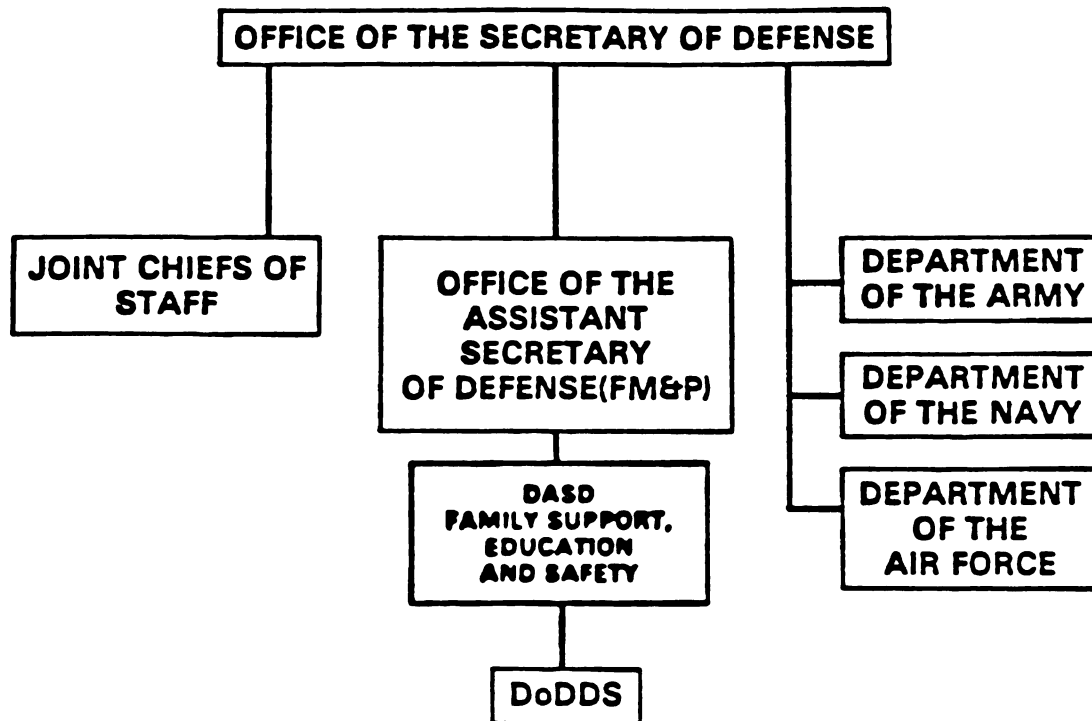 OFFICE OF THE SECRETARY OF DEFENSE
JOINT CHIEFS OF
STAFF
OFFICE OF THE
ASSISTANT
SECRETARY
OF DEFENSE(FM&P)
DASD
FAMILY SUPPORT,
EDUCATION
AND SAFETY
DoDDS
DEPARTMENT
OF THE ARMY
DEPARTMENT
OF THE NAVY
DEPARTMENT
OF THE
AIR FORCE